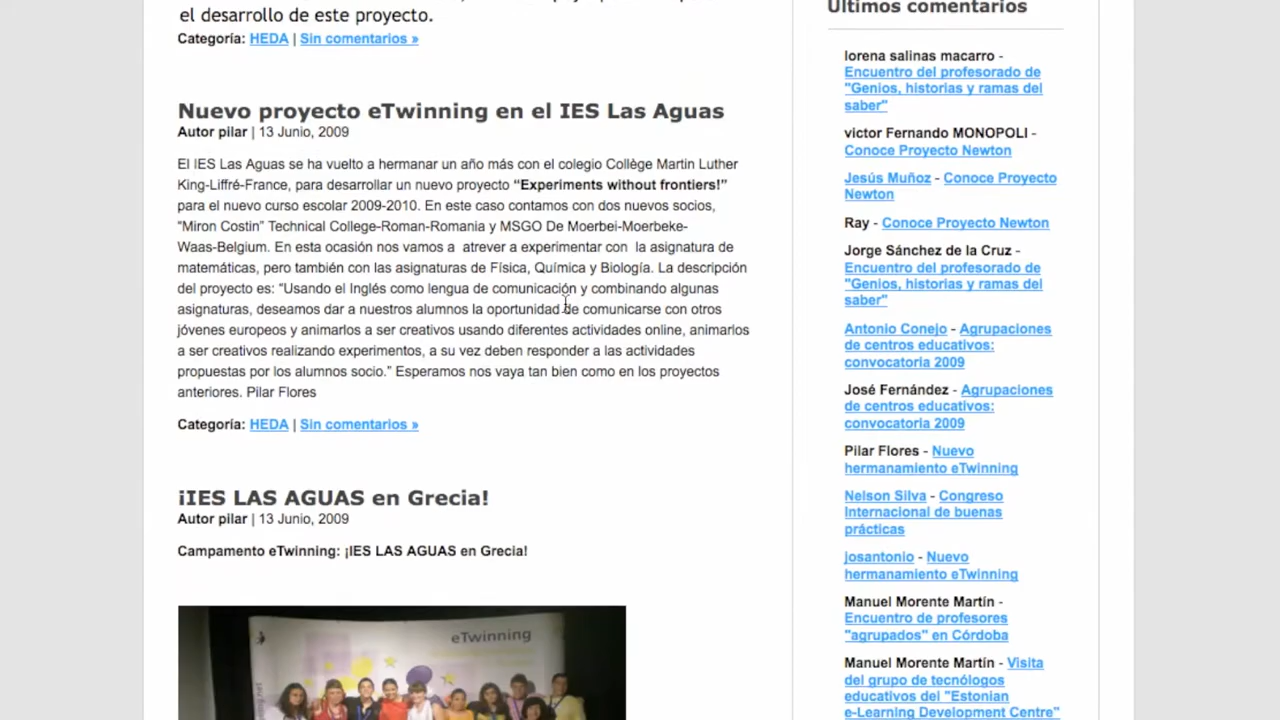 el desarrollo de este proyecto.
Categoría: HEDA | Sin comentarios »
Nuevo proyecto eTwinning en el IES Las Aguas
Autor pilar | 13 Junio, 2009
El IES Las Aguas se ha vuelto a hermanar un año más con el colegio Collège Martin Luther
King-Liffré-France, para desarrollar un nuevo proyecto “Experiments without frontiers!”
para el nuevo curso escolar 2009-2010. En este caso contamos con dos nuevos socios,
“Miron Costin” Technical College-Roman-Romania y MSGO De Moerbei-Moerbeke-
Waas-Belgium. En esta ocasión nos vamos a atrever a experimentar con la asignatura de
matemáticas, pero también con las asignaturas de Física, Química y Biología. La descripción
del proyecto es: “Usando el Inglés como lengua de comunicación y combinando algunas
asignaturas, deseamos dar a nuestros alumnos la oportunidad de comunicarse con otros
jóvenes europeos y animarlos a ser creativos usando diferentes actividades online, animarlos
a ser creativos realizando experimentos, a su vez deben responder a las actividades
propuestas por los alumnos socio.” Esperamos nos vaya tan bien como en los proyectos
anteriores. Pilar Flores
Categoría: HEDA | Sin comentarios »
¡IES LAS AGUAS en Grecia!
Autor pilar | 13 Junio, 2009
Campamento eTwinning: ¡IES LAS AGUAS en Grecia!
eTwinning
Últimos comentarios
lorena salinas macarro -
Encuentro del profesorado de
"Genios, historias y ramas del
saber"
victor Fernando MONOPOLI -
Conoce Proyecto Newton
Jesús Muñoz - Conoce Proyecto
Newton
Ray - Conoce Proyecto Newton
Jorge Sánchez de la Cruz -
Encuentro del profesorado de
"Genios, historias y ramas del
saber"
Antonio Conejo - Agrupaciones
de centros educativos:
convocatoria 2009
José Fernández - Agrupaciones
de centros educativos:
convocatoria 2009
Pilar Flores - Nuevo
hermanamiento eTwinning
Nelson Silva - Congreso
Internacional de buenas
prácticas
josantonio - Nuevo
hermanamiento eTwinning
Manuel Morente Martín -
Encuentro de profesores
"agrupados" en Córdoba
Manuel Morente Martín - Visita
del grupo de tecnólogos
educativos del "Estonian
e-Learning Development Centre"